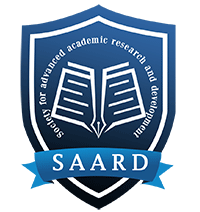 Society for advanced academic research and development
SAARD